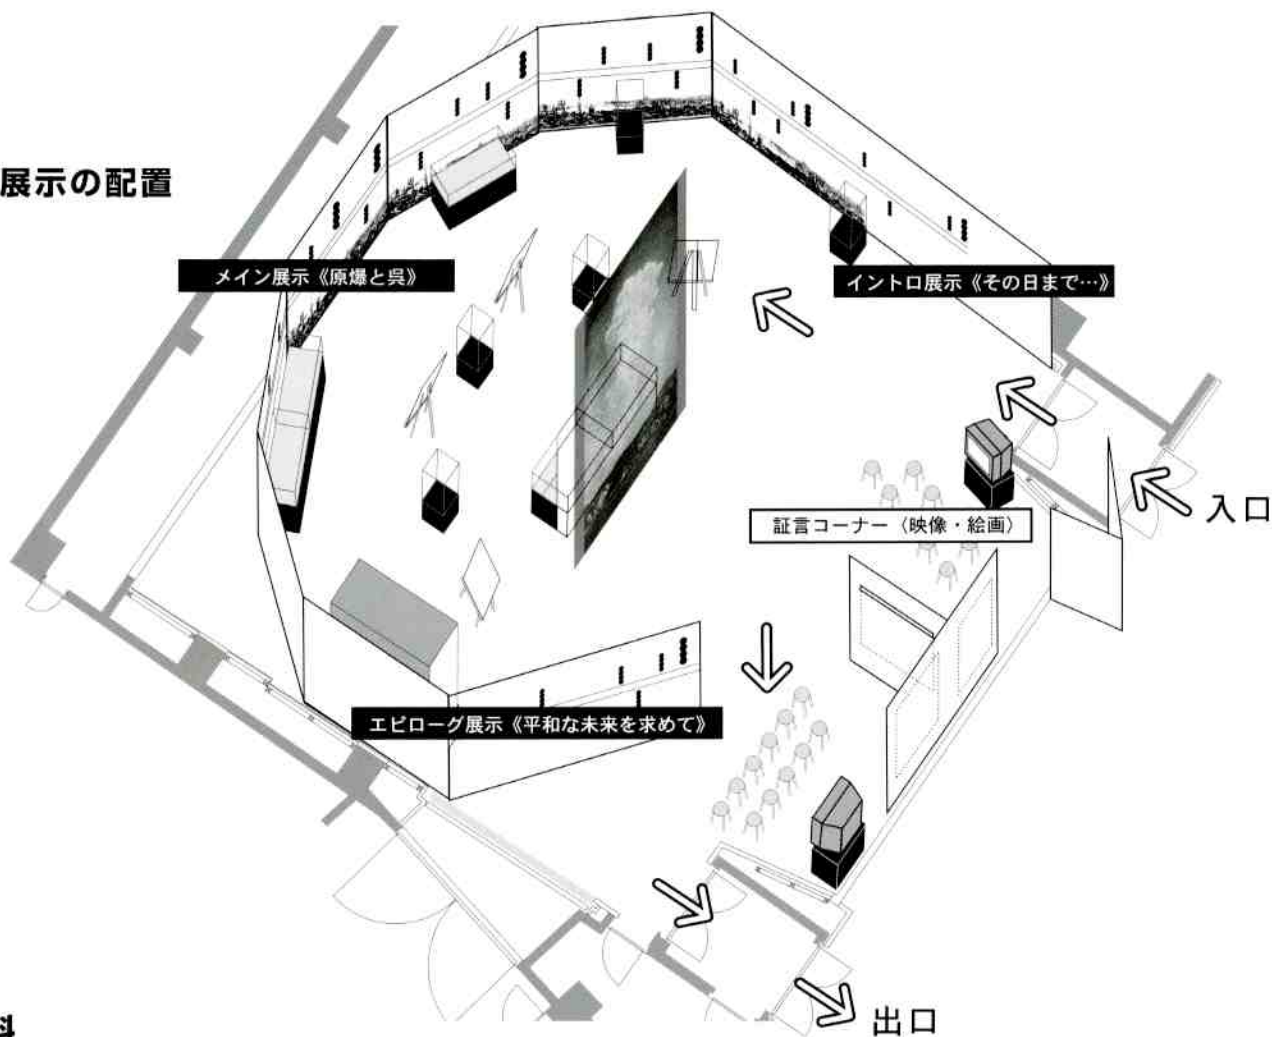 展示の配置
メイン展示《原爆と呉》
イントロ展示《その日まで…》
入口
証言コーナー〈映像・絵画〉
エピローグ展示《平和な未来を求めて》
出口
料